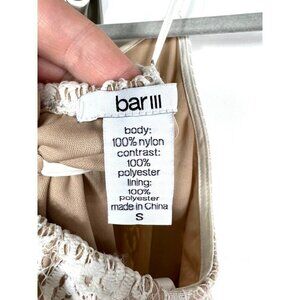 bar III
body:
100% nylon
contrast:
100%
polyester
lining:
100%
polyester
made in China
S